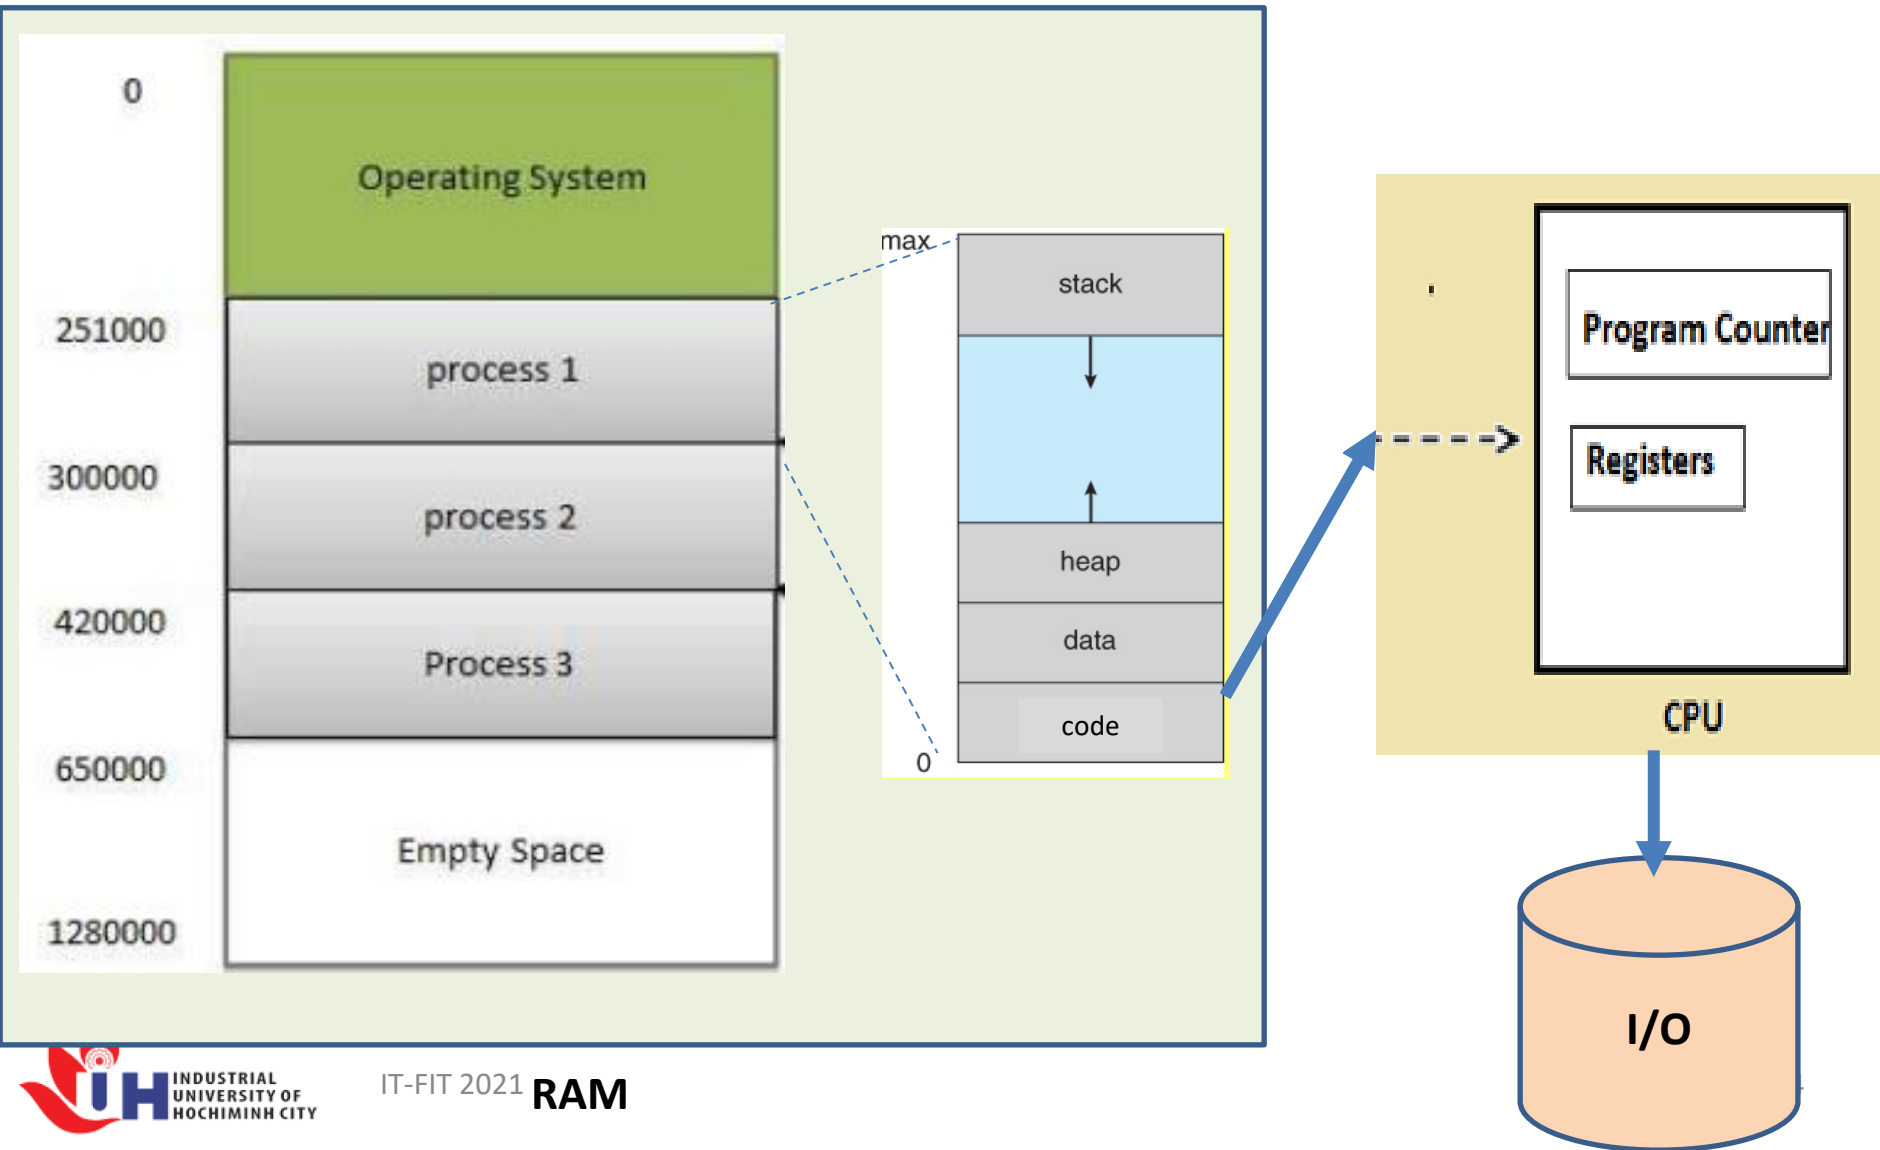 0
Operating System
251000
process 1
300000
process 2
420000
Process 3
650000
Empty Space
1280000
max
stack
heap
data
code
0
Program Counter
Registers
CPU
I/O
INDUSTRIAL
UNIVERSITY OF
HOCHIMINH CITY
IT-FIT 2021
RAM